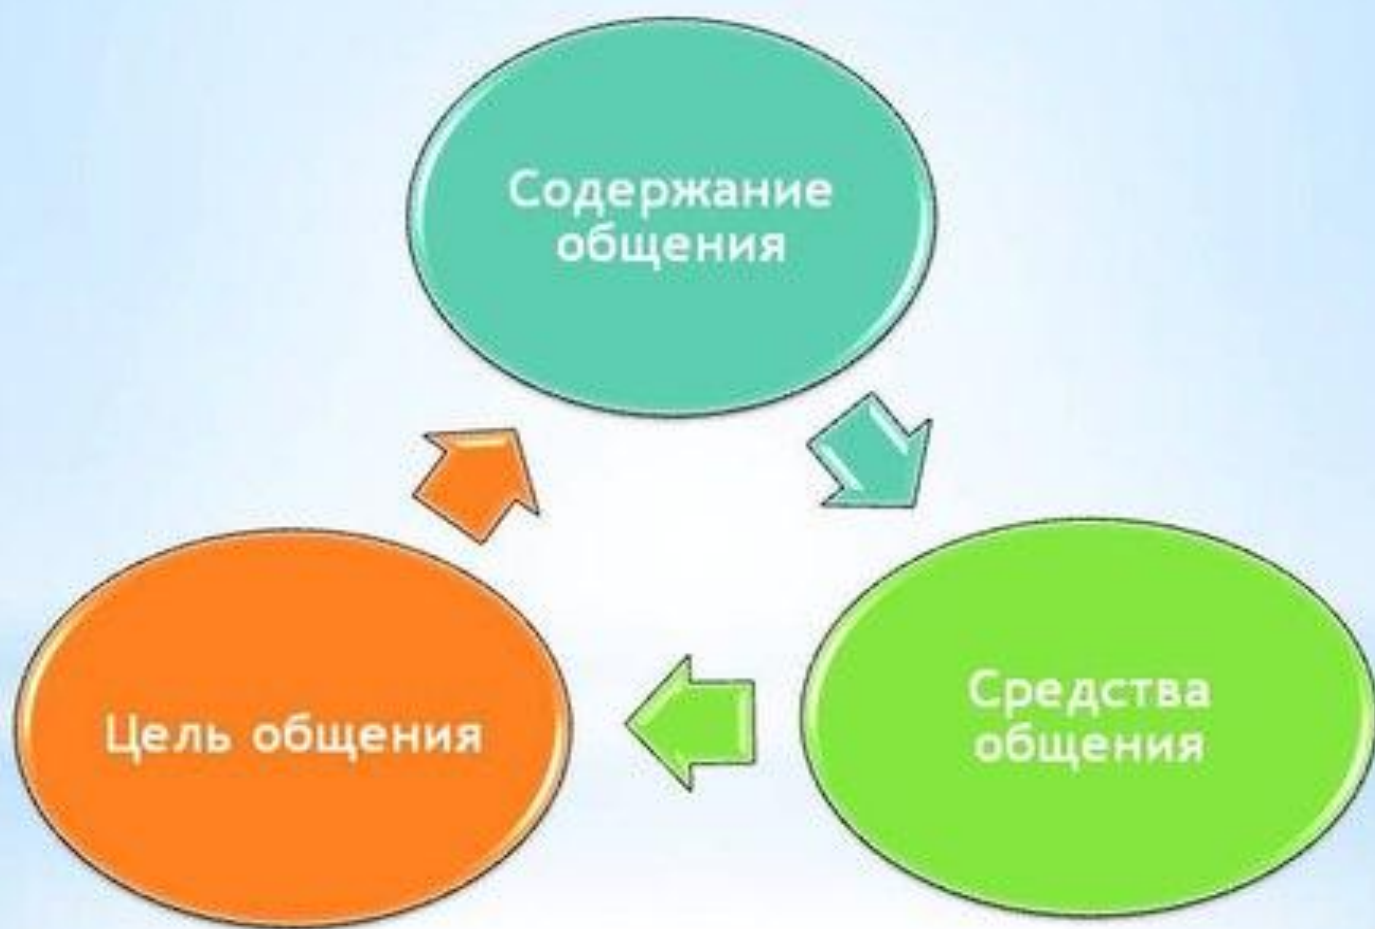 Содержание
общения
Средства
общения
Цель общения